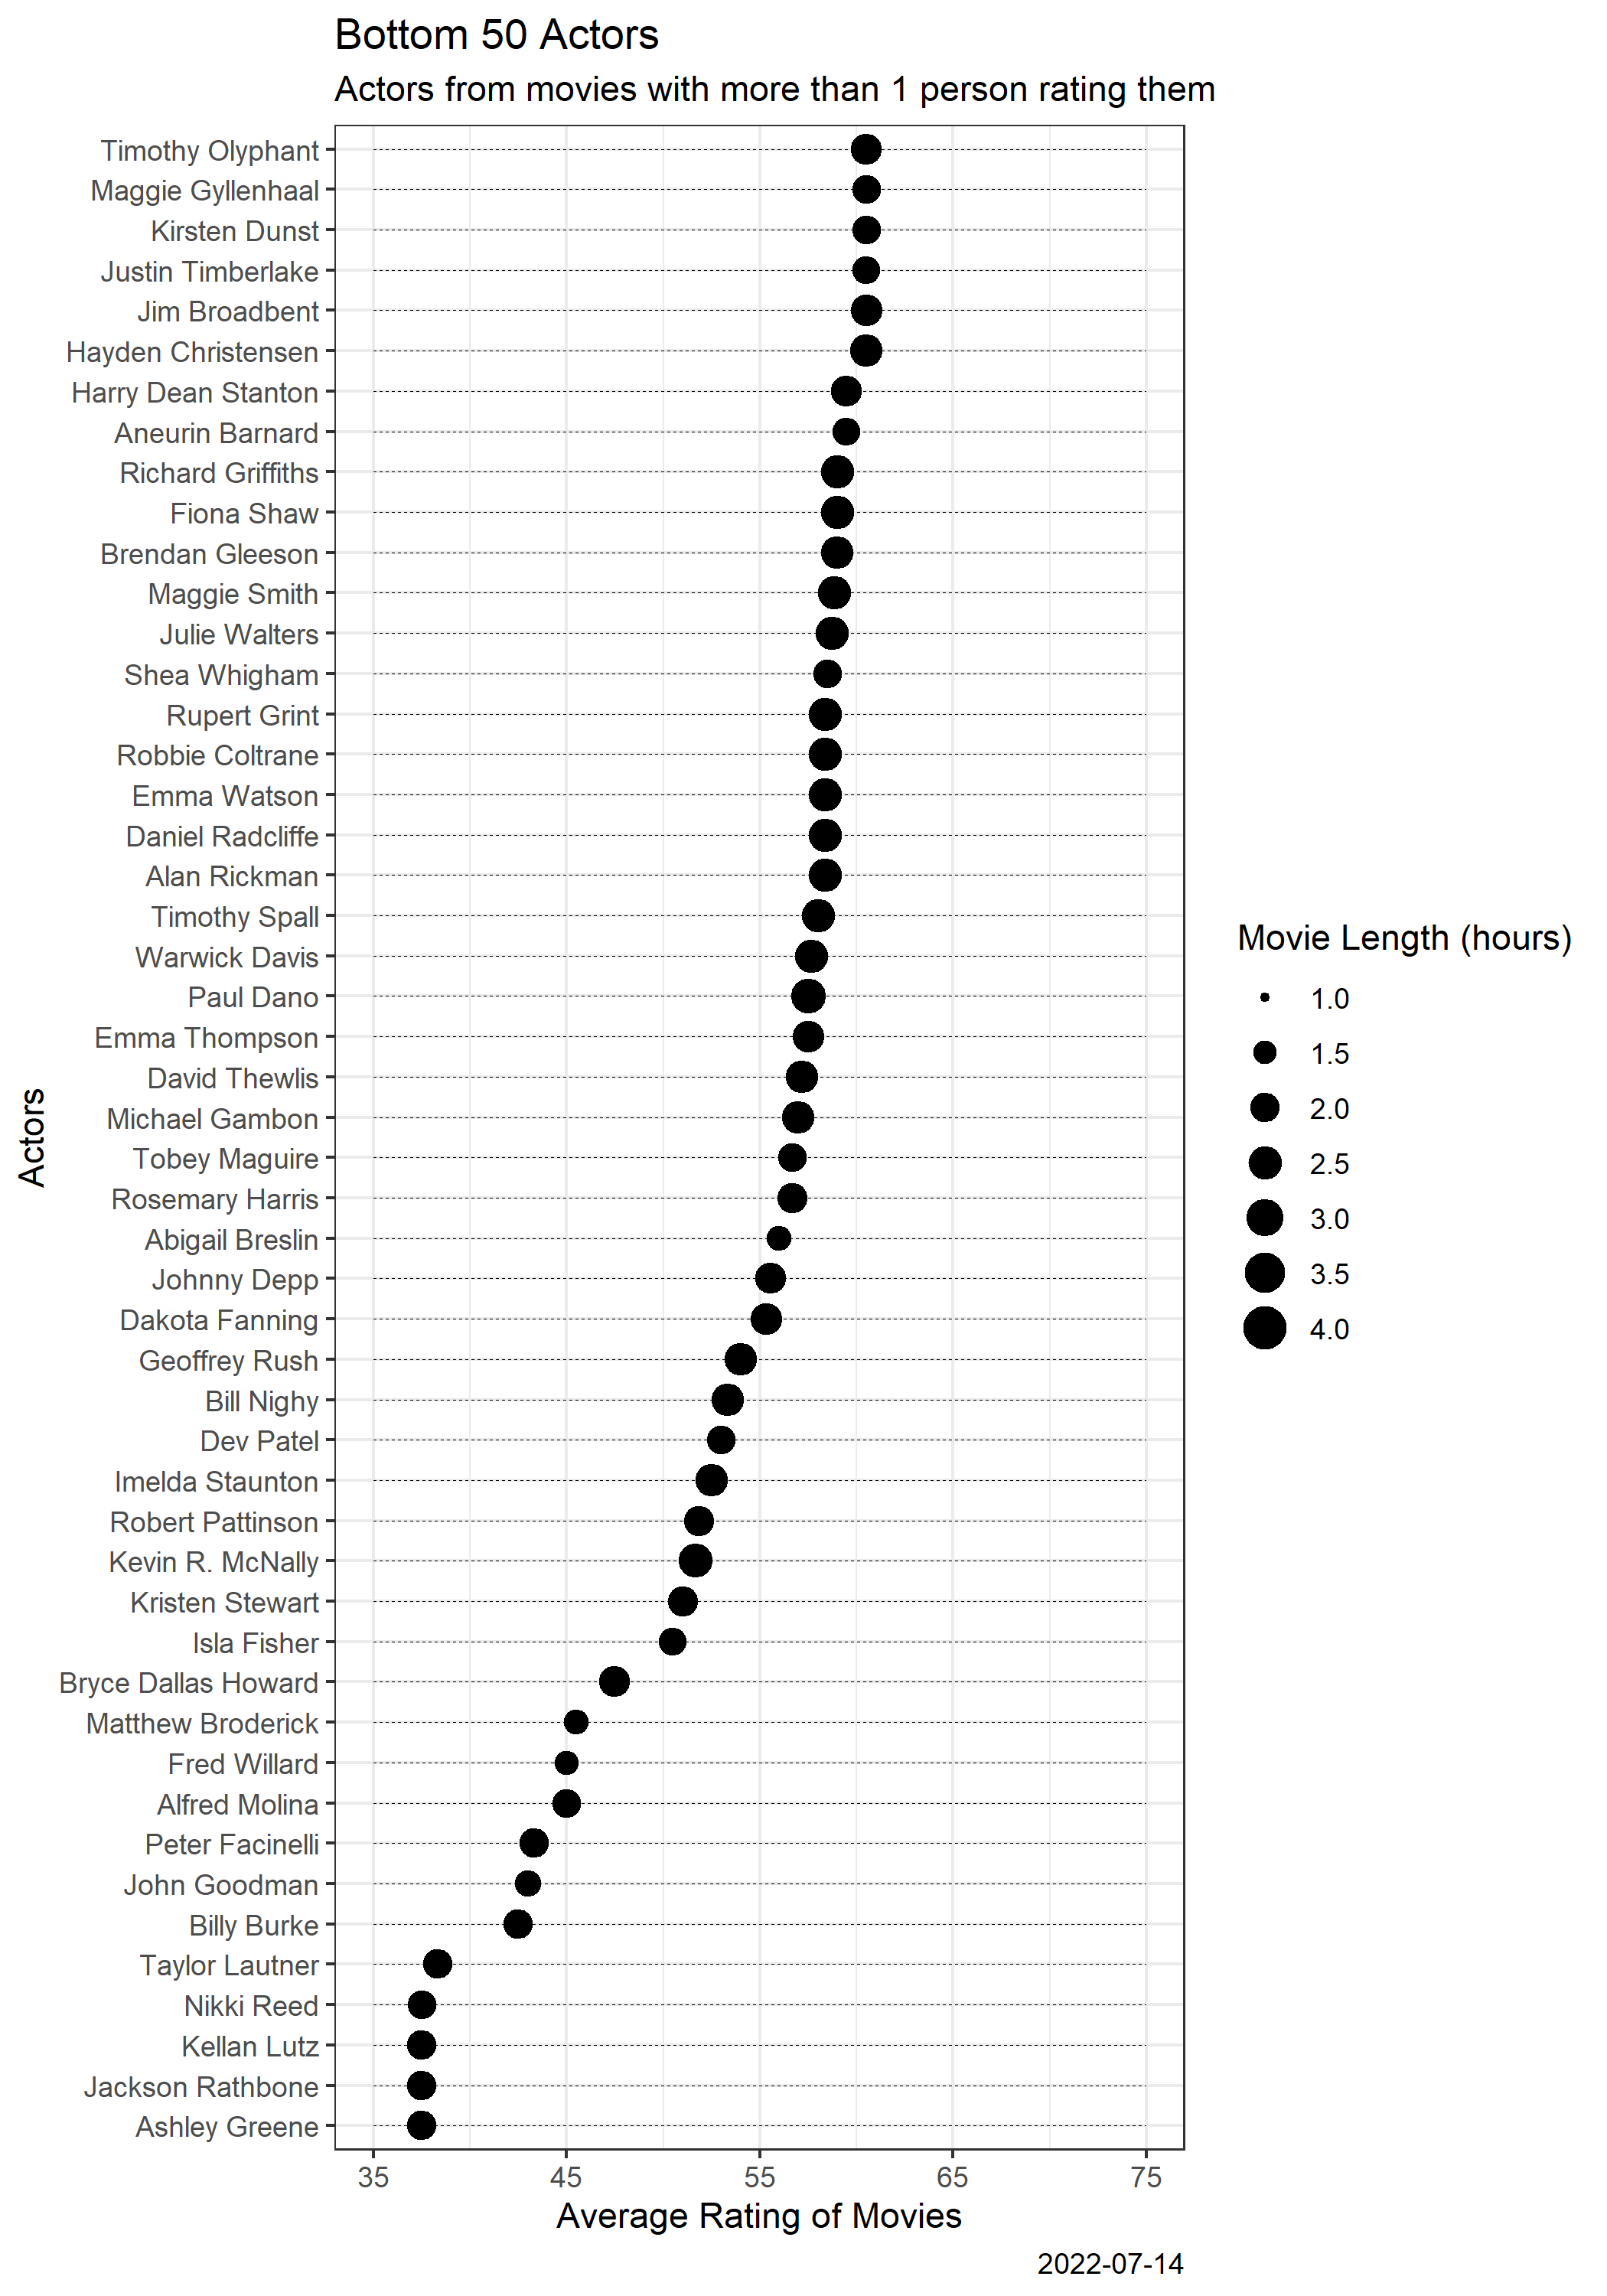 Bottom 50 Actors
Actors from movies with more than 1 person rating them
Timothy Olyphant
Maggie Gyllenhaal
Kirsten Dunst
Justin Timberlake
Jim Broadbent
Hayden Christensen
Harry Dean Stanton
Aneurin Barnard
Richard Griffiths
Fiona Shaw
Brendan Gleeson
Maggie Smith
Julie Walters
Shea Whigham
Rupert Grint
Robbie Coltrane
Emma Watson
Daniel Radcliffe
Alan Rickman
Timothy Spall
Warwick Davis
Paul Dano
Emma Thompson
David Thewlis
Michael Gambon
Tobey Maguire
Rosemary Harris
Abigail Breslin
Johnny Depp
Dakota Fanning
Geoffrey Rush
Bill Nighy
Dev Patel
Imelda Staunton
Robert Pattinson
Kevin R. McNally
Kristen Stewart
Isla Fisher
Bryce Dallas Howard
Matthew Broderick
Fred Willard
Alfred Molina
Peter Facinelli
John Goodman
Billy Burke
Taylor Lautner
Nikki Reed
Kellan Lutz
Jackson Rathbone
Ashley Greene
Actors
35 45 55 65 75
Average Rating of Movies
2022-07-14
Movie Length (hours)
1.0
1.5
2.0
2.5
3.0
3.5
4.0